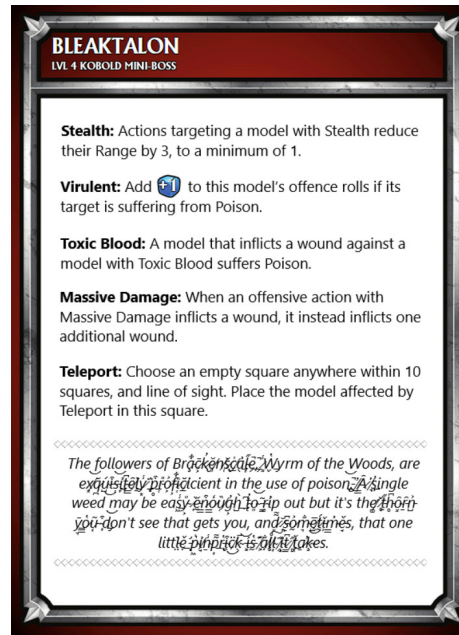 BLEAKTALON
LVL 4 KOBOLD MINI-BOSS
Stealth: Actions targeting a model with Stealth reduce
their Range by 3, to a minimum of 1.
Virulent: Add +1 to this model's offence rolls if its
target is suffering from Poison.
Toxic Blood: A model that inflicts a wound against a
model with Toxic Blood suffers Poison.
Massive Damage: When an offensive action with
Massive Damage inflicts a wound, it instead inflicts one
additional wound.
Teleport: Choose an empty square anywhere within 10
squares, and line of sight. Place the model affected by
Teleport in this square.
The followers of Brackenscale, Wyrm of the Woods, are
exquisitely in the use of poison. A single
weed may be easy enough to rip out but it's the thorn
you don't see that gets you, and sometimes, that one
little pinprick is all it takes.